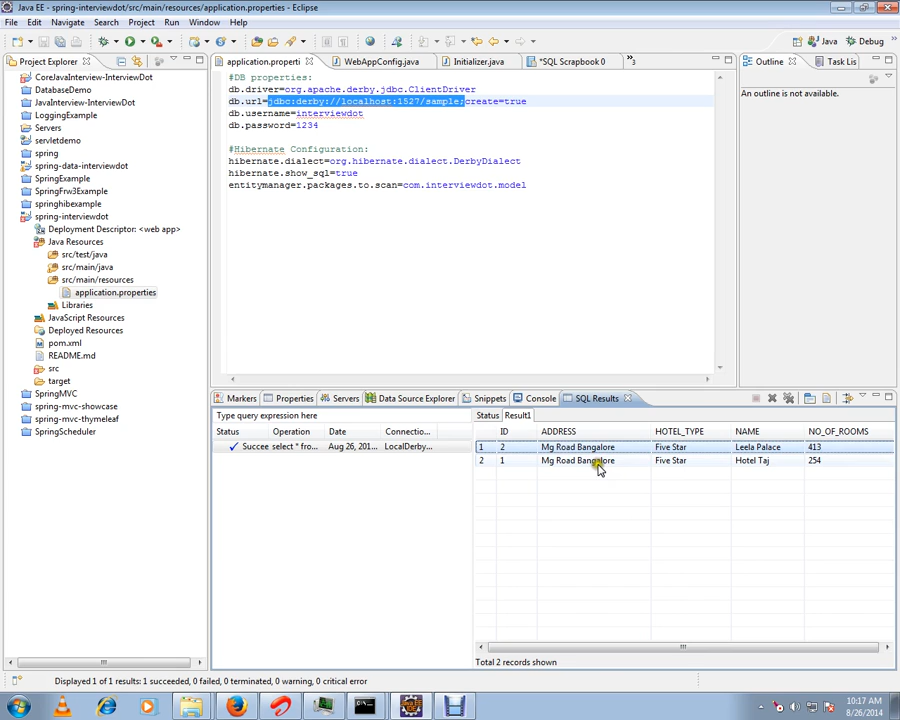 Java EE - spring-interviewdot/src/main/resources/application.properties - Eclipse
File Edit Navigate Search Project Run Window Help
Java Debug
Project Explorer
CoreJavaInterview-InterviewDot
DatabaseDemo
JavaInterview-InterviewDot
LoggingExample
Servers
servletdemo
spring
spring-data-interviewdot
SpringExample
SpringFrw3Example
springhibexample
spring-interviewdot
Deployment Descriptor: <web app>
Java Resources
src/test/java
src/main/java
src/main/resources
application.properties
Libraries
JavaScript Resources
Deployed Resources
pom.xml
README.md
src
target
SpringMVC
spring-mvc-showcase
spring-mvc-thymeleaf
SpringScheduler
application.properti WebAppConfig.java Initializer.java *SQL Scrapbook 0 »3
#DB properties:
db.driver=org.apache.derby.jdbc.ClientDriver
db.url=jdbc:derby://localhost:1527/sample;create=true
db.username=interviewdot
db.password=1234
#Hibernate Configuration:
hibernate.dialect=org.hibernate.dialect.DerbyDialect
hibernate.show_sql=true
entitymanager.packages.to.scan=com.interviewdot.model
Outline Task Lis
An outline is not available.
Markers Properties Servers Data Source Explorer Snippets Console SQL Results
Type query expression here
Status Operation Date Connectio...
Succee select * fro... Aug 26, 201... LocalDerby...
Status Result1
ID ADDRESS HOTEL_TYPE NAME NO_OF_ROOMS
1 2 Mg Road Bangalore Five Star Leela Palace 413
2 1 Mg Road Bangalore Five Star Hotel Taj 254
Total 2 records shown
Displayed 1 of 1 results: 1 succeeded, 0 failed, 0 terminated, 0 warning, 0 critical error
10:17 AM
8/26/2014